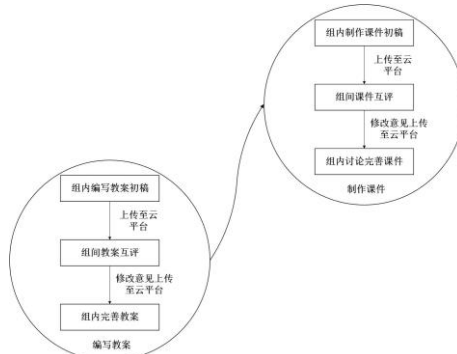 组内制作课件初稿
上传至云
平台
组间课件互评
修改意见上传
至云平台
组内讨论完善课件
制作课件
组内编写教案初稿
上传至云
平台
组间教案互评
修改意见上传
至云平台
组内完善教案
编写教案